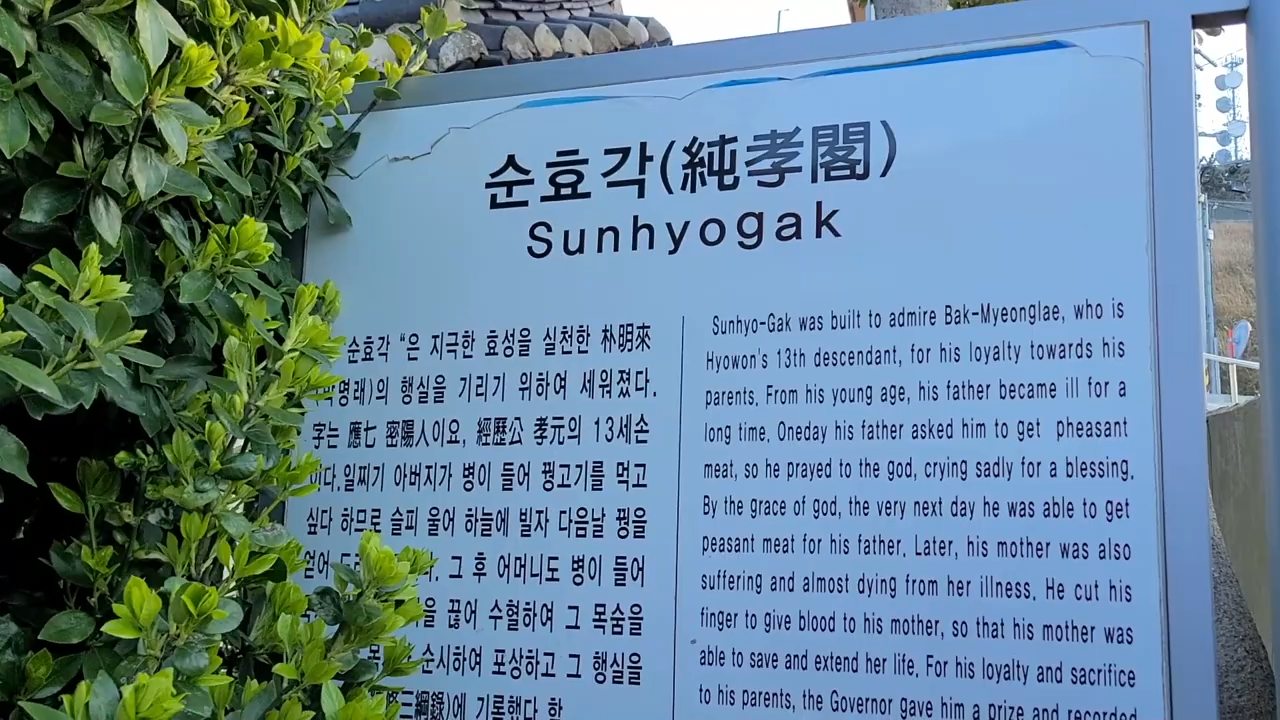 순효각(純孝閣)
Sunhyogak
순효각 “은 지극한 효성을 실천한 朴明來
박명래)의 행실을 기리기 위하여 세워졌다.
字는 應七 密陽人이요, 經歷公 孝元의 13세손
이다.일찌기 아버지가 병이 들어 꿩고기를 먹고
싶다 하므로 슬피 울어 하늘에 빌자 다음날 꿩을
얻어 그 후 어머니도 병이 들어
끊어 수혈하여 그 목숨을
순시하여 포상하고 그 행실을
三綱錄)에 기록했다 함
Sunhyo-Gak was built to admire Bak-Myeonglae, who is
Hyowon's 13th descendant, for his loyalty towards his
parents. From his young age, his father became ill for a
long time. Oneday his father asked him to get pheasant
meat, so he prayed to the god, crying sadly for a blessing.
By the grace of god, the very next day he was able to get
peasant meat for his father. Later, his mother was also
suffering and almost dying from her illness. He cut his
finger to give blood to his mother, so that his mother was
able to save and extend her life. For his loyalty and sacrifice
to his parents, the Governor gave him a prize and recorded